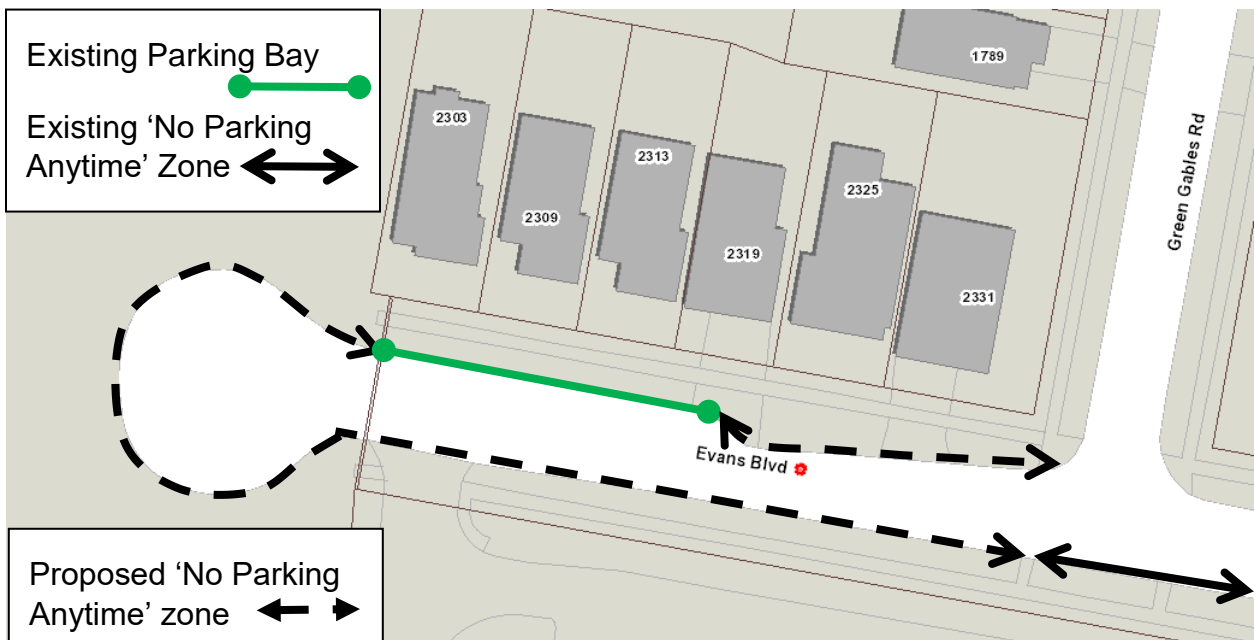 Existing Parking Bay
Existing ‘No Parking
Anytime’ Zone
1789
2303
2313
2325
2309
2319
2331
Green Gables Rd
Evans Blvd
Proposed ‘No Parking
Anytime’ zone